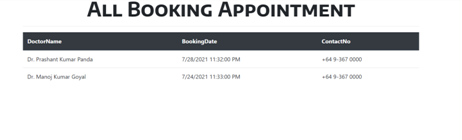 All Booking Appointment
DoctorName BookingDate ContactNo
Dr. Prashant Kumar Panda 7/28/2021 11:32:00 PM +64 9-367 0000
Dr. Manoj Kumar Goyal 7/24/2021 11:33:00 PM +64 9-367 0000